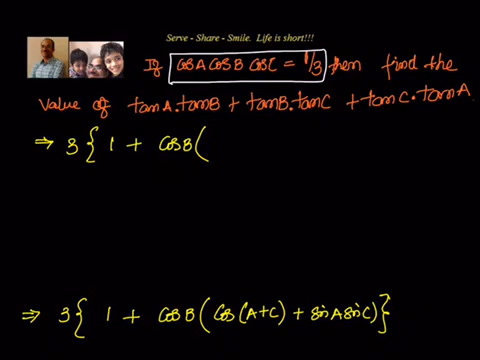 Serve - Share - Smile. Life is short!!!
If cosA cosB cosC = 1/3 then find the
value of tanA.tanB + tanB.tanC + tanC.tanA
⇒ 3{ 1 + cosB(
⇒ 3{ 1 + cosB(cos(A+C) + sinA sinC)}